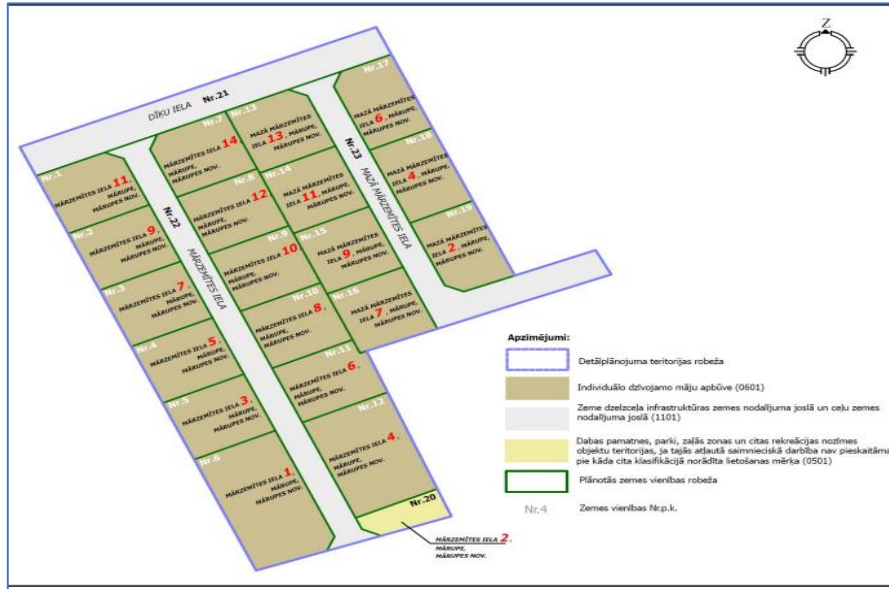 Z
DĪĶU IELA Nr.21
Nr.17
MAZĀ MĀRZEMĪTES
IELA 6, MĀRUPE,
MĀRUPES NOV.
Nr.7
MĀRZEMĪTES IELA 14,
MĀRUPE,
MĀRUPES NOV.
Nr.13
MAZĀ MĀRZEMĪTES
IELA 13, MĀRUPE,
MĀRUPES NOV.
Nr.23
MAZĀ MĀRZEMĪTES IELA
Nr.18
MAZĀ MĀRZEMĪTES
IELA 4, MĀRUPE,
MĀRUPES NOV.
Nr.1
MĀRZEMĪTES IELA 11,
MĀRUPE,
MĀRUPES NOV.
Nr.22
MĀRZEMĪTES IELA
Nr.8
MĀRZEMĪTES IELA 12,
MĀRUPE,
MĀRUPES NOV.
Nr.14
MAZĀ MĀRZEMĪTES
IELA 11, MĀRUPE,
MĀRUPES NOV.
Nr.19
MAZĀ MĀRZEMĪTES
IELA 2, MĀRUPE,
MĀRUPES NOV.
Nr.2
MĀRZEMĪTES IELA 9,
MĀRUPE,
MĀRUPES NOV.
Nr.9
MĀRZEMĪTES IELA 10,
MĀRUPE,
MĀRUPES NOV.
Nr.15
MAZĀ MĀRZEMĪTES
IELA 9, MĀRUPE,
MĀRUPES NOV.
Nr.3
MĀRZEMĪTES IELA 7,
MĀRUPE,
MĀRUPES NOV.
Nr.10
MĀRZEMĪTES IELA 8,
MĀRUPE,
MĀRUPES NOV.
Nr.16
MAZĀ MĀRZEMĪTES
IELA 7, MĀRUPE,
MĀRUPES NOV.
Nr.4
MĀRZEMĪTES IELA 5,
MĀRUPE,
MĀRUPES NOV.
Nr.11
MĀRZEMĪTES IELA 6,
MĀRUPE,
MĀRUPES NOV.
Nr.5
MĀRZEMĪTES IELA 3,
MĀRUPE,
MĀRUPES NOV.
Nr.12
MĀRZEMĪTES IELA 4,
MĀRUPE,
MĀRUPES NOV.
Nr.6
MĀRZEMĪTES IELA 1,
MĀRUPE,
MĀRUPES NOV.
Nr.20
MĀRZEMĪTES IELA 2,
MĀRUPE,
MĀRUPES NOV.
Apzīmējumi:
Detālplānojuma teritorijas robeža
Individuālo dzīvojamo māju apbūve (0601)
Zeme dzelzceļa infrastruktūras zemes nodalījuma joslā un ceļu zemes
nodalījuma joslā (1101)
Dabas pamatnes, parki, zaļās zonas un citas rekreācijas nozīmes
objektu teritorijas, ja tajās atļautā saimnieciskā darbība nav pieskaitāma
pie kāda cita klasifikācijā norādīta lietošanas mērķa (0501)
Plānotās zemes vienības robeža
Nr.4 Zemes vienības Nr.p.k.